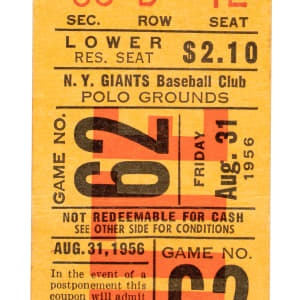 SEC. ROW SEAT
LOWER
RES. SEAT
$2.10
N. Y. GIANTS Baseball Club
POLO GROUNDS
GAME NO.
62
FRIDAY
Aug. 31
1956
NOT REDEEMABLE FOR CASH
SEE OTHER SIDE FOR CONDITIONS
AUG. 31, 1956
GAME NO.
In the event of a
postponement this
coupon will admit
62